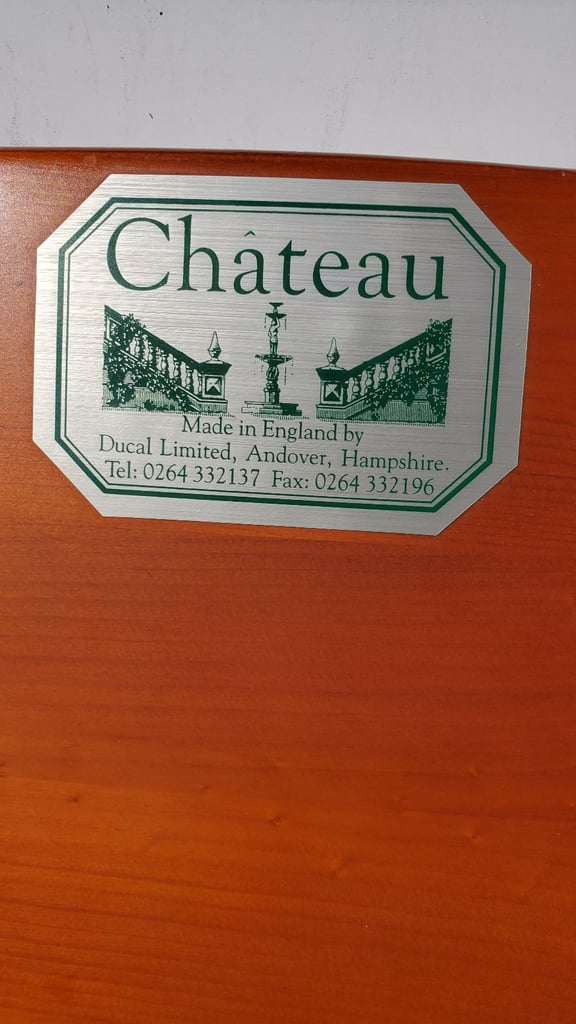 Château
Made in England by
Ducal Limited, Andover, Hampshire.
Tel: 0264 332137 Fax: 0264 332196